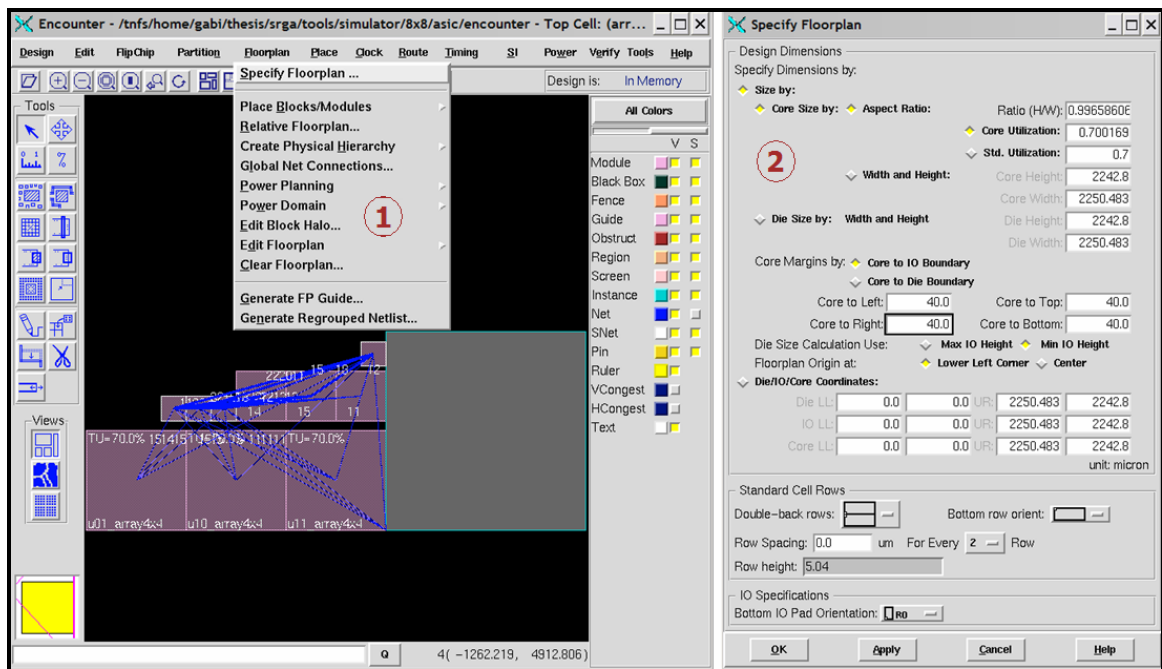 Encounter - /tnfs/home/gabi/thesis/srga/tools/simulator/8x8/asic/encounter - Top Cell: (arr...
Design Edit FlipChip Partition Floorplan Place Clock Route Timing SI Power Verify Tools Help
Design is: In Memory
Specify Floorplan ...
Place Blocks/Modules
Relative Floorplan...
Create Physical Hierarchy
Global Net Connections...
Power Planning
Power Domain
Edit Block Halo...
Edit Floorplan
Clear Floorplan...
Generate FP Guide...
Generate Regrouped Netlist...
1
Tools
Views
All Colors
V S
Module
Black Box
Fence
Guide
Obstruct
Region
Screen
Instance
Net
SNet
Pin
Ruler
VCongest
HCongest
Text
15 18 12
14 15 11
TU=70.0% TU=70.0%
u01 array4x4 u10 array4x4 u11 array4x4
Q 4( -1262.219, 4912.806)
Specify Floorplan
Design Dimensions
Specify Dimensions by:
Size by:
Core Size by: Aspect Ratio: Ratio (H/W): 0.99658606
Core Utilization: 0.700169
Std. Utilization: 0.7
2
Width and Height: Core Height: 2242.8
Core Width: 2250.483
Die Size by: Width and Height Die Height: 2242.8
Die Width: 2250.483
Core Margins by: Core to IO Boundary
Core to Die Boundary
Core to Left: 40.0 Core to Top: 40.0
Core to Right: 40.0 Core to Bottom: 40.0
Die Size Calculation Use: Max IO Height Min IO Height
Floorplan Origin at: Lower Left Corner Center
Die/IO/Core Coordinates:
Die LL: 0.0 0.0 UR: 2250.483 2242.8
IO LL: 0.0 0.0 UR: 2250.483 2242.8
Core LL: 0.0 0.0 UR: 2250.483 2242.8
unit: micron
Standard Cell Rows
Double-back rows: Bottom row orient:
Row Spacing: 0.0 um For Every 2 Row
Row height: 5.04
IO Specifications
Bottom IO Pad Orientation: R0
OK Apply Cancel Help